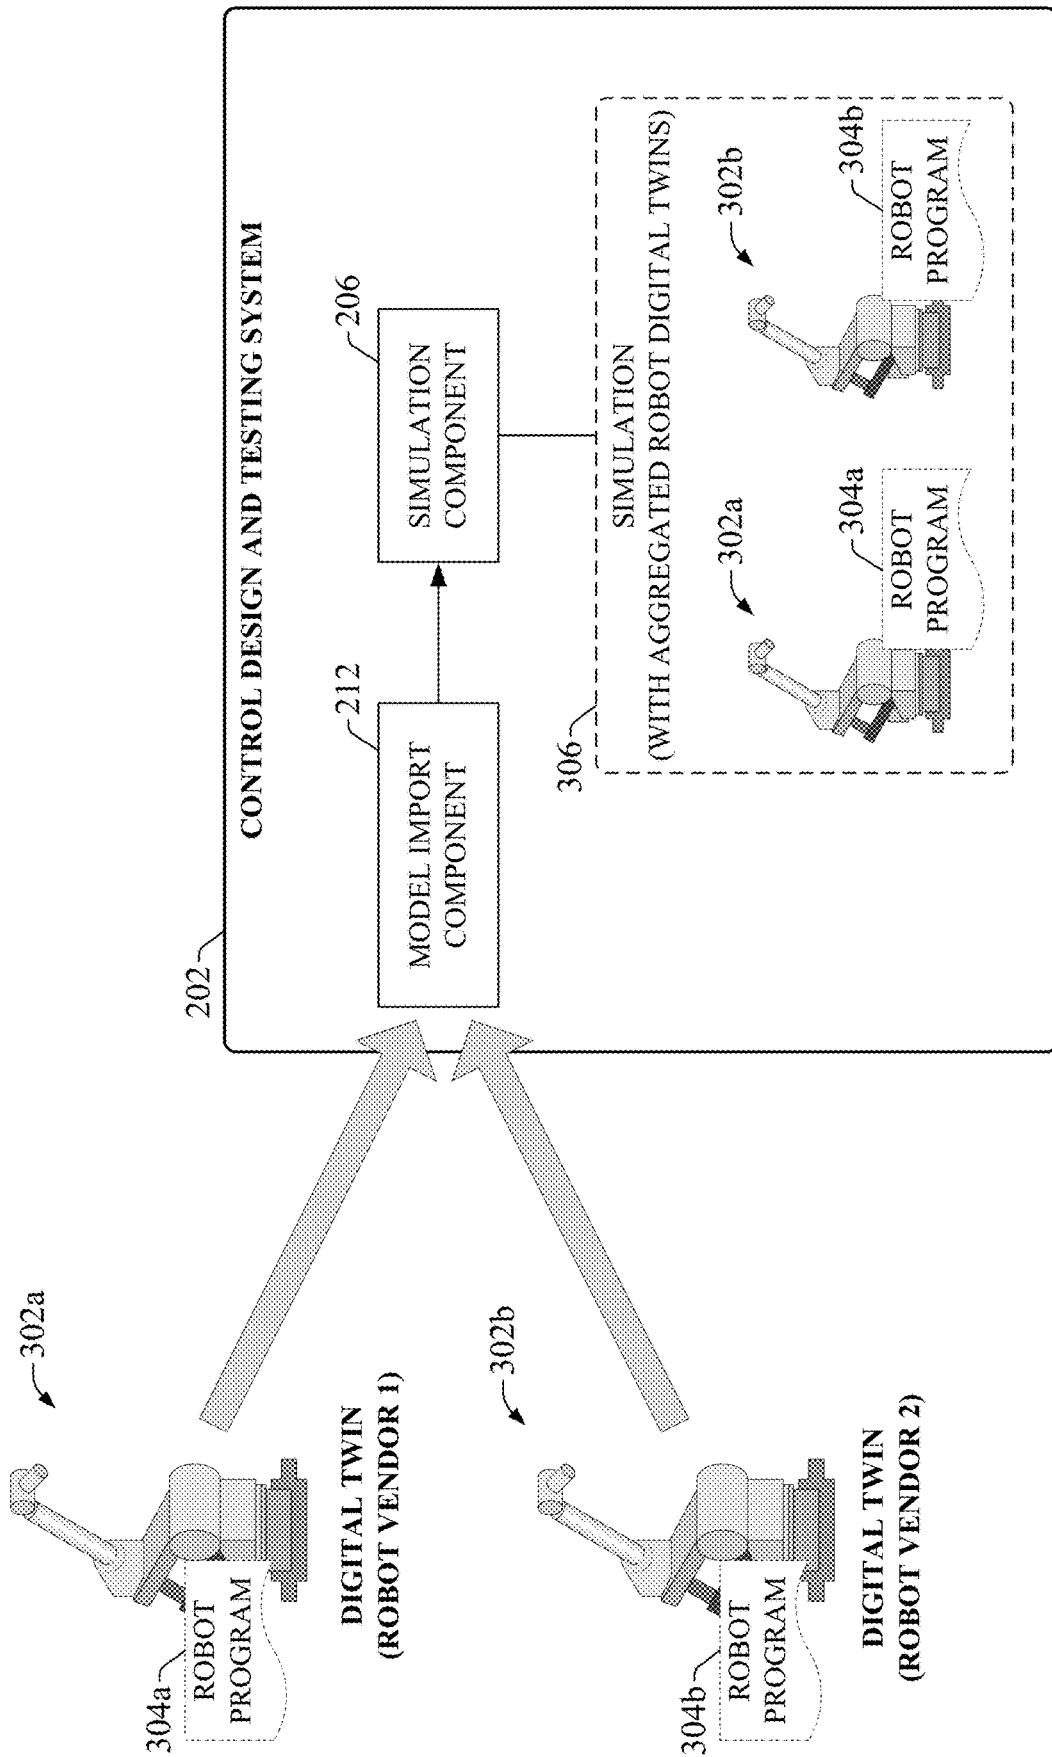 302a
304a
ROBOT
PROGRAM
DIGITAL TWIN
(ROBOT VENDOR 1)
302b
304b
ROBOT
PROGRAM
DIGITAL TWIN
(ROBOT VENDOR 2)
202
CONTROL DESIGN AND TESTING SYSTEM
212
MODEL IMPORT
COMPONENT
206
SIMULATION
COMPONENT
306
SIMULATION
(WITH AGGREGATED ROBOT DIGITAL TWINS)
302a
304a
ROBOT
PROGRAM
302b
304b
ROBOT
PROGRAM